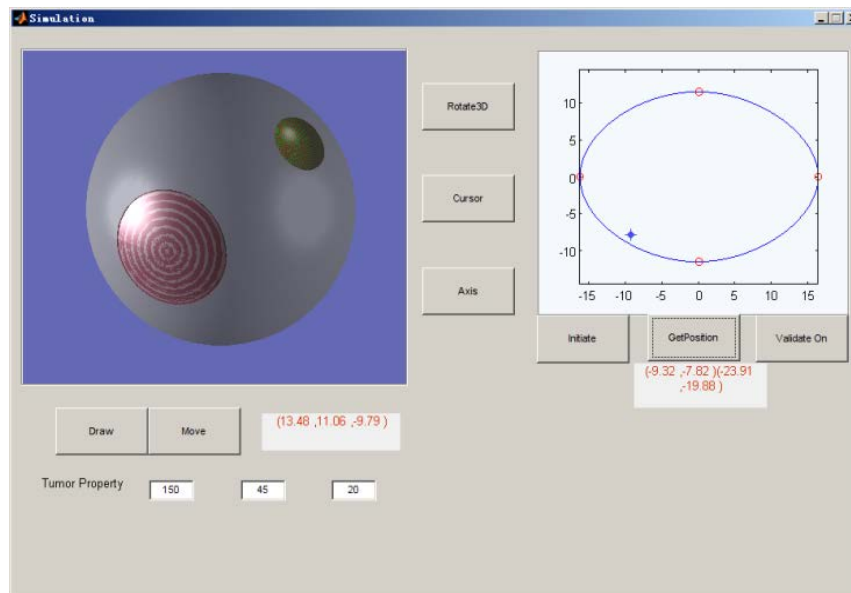 Simulation
Rotate3D
Cursor
Axis
10
5
0
-5
-10
-15 -10 -5 0 5 10 15
Initiate GetPosition Validate On
(-9.32 ,-7.82 )(-23.91
,-19.88 )
Draw Move (13.48 ,11.06 ,-9.79 )
Tumor Property 150 45 20